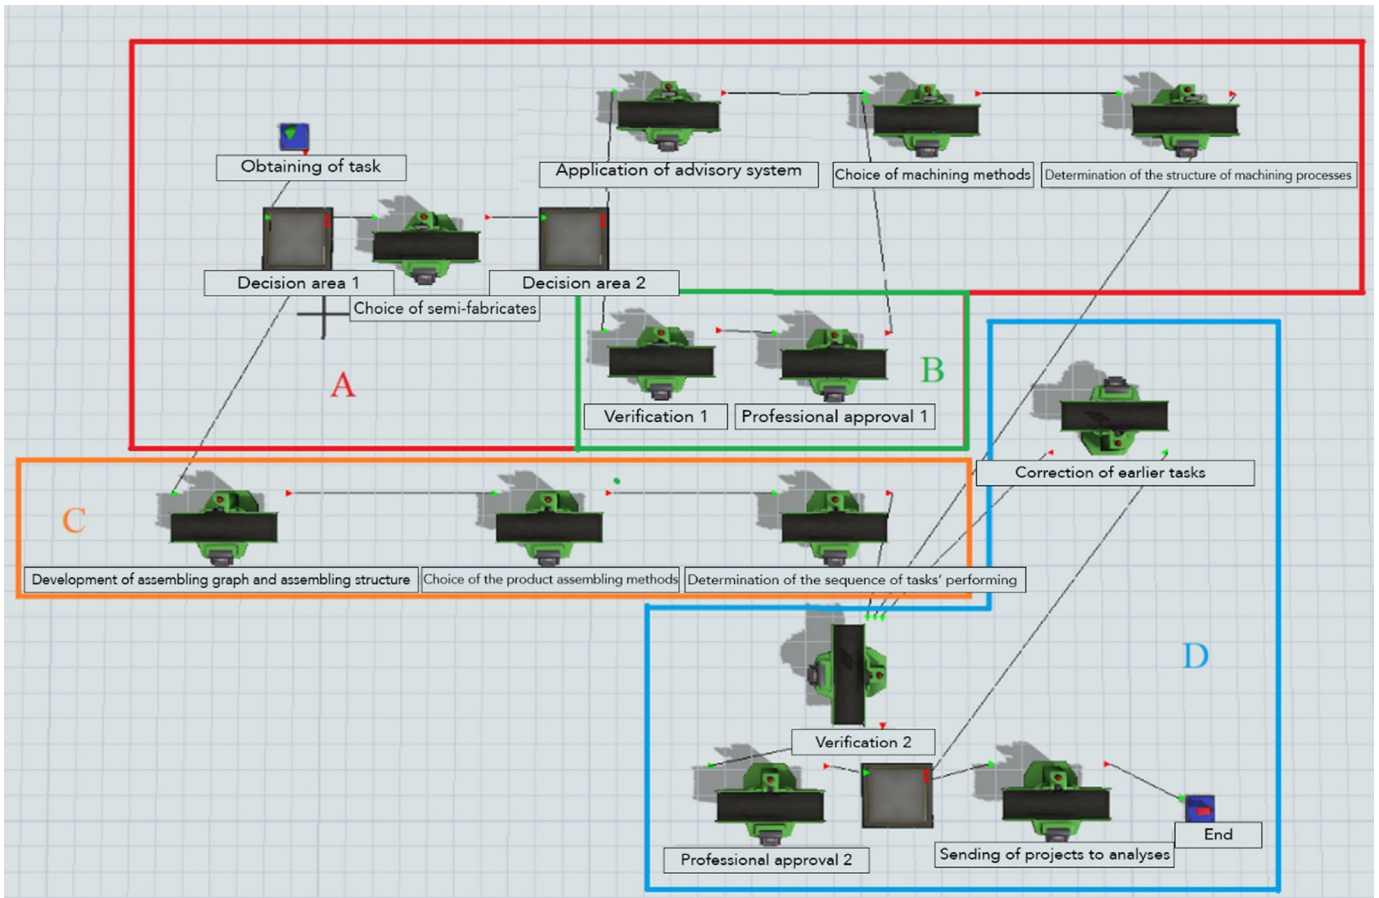 Obtaining of task
Application of advisory system
Choice of machining methods
Determination of the structure of machining processes
Decision area 1
Decision area 2
Choice of semi-fabricates
A
B
Verification 1
Professional approval 1
Correction of earlier tasks
C
Development of assembling graph and assembling structure
Choice of the product assembling methods
Determination of the sequence of tasks' performing
D
Verification 2
Professional approval 2
Sending of projects to analyses
End